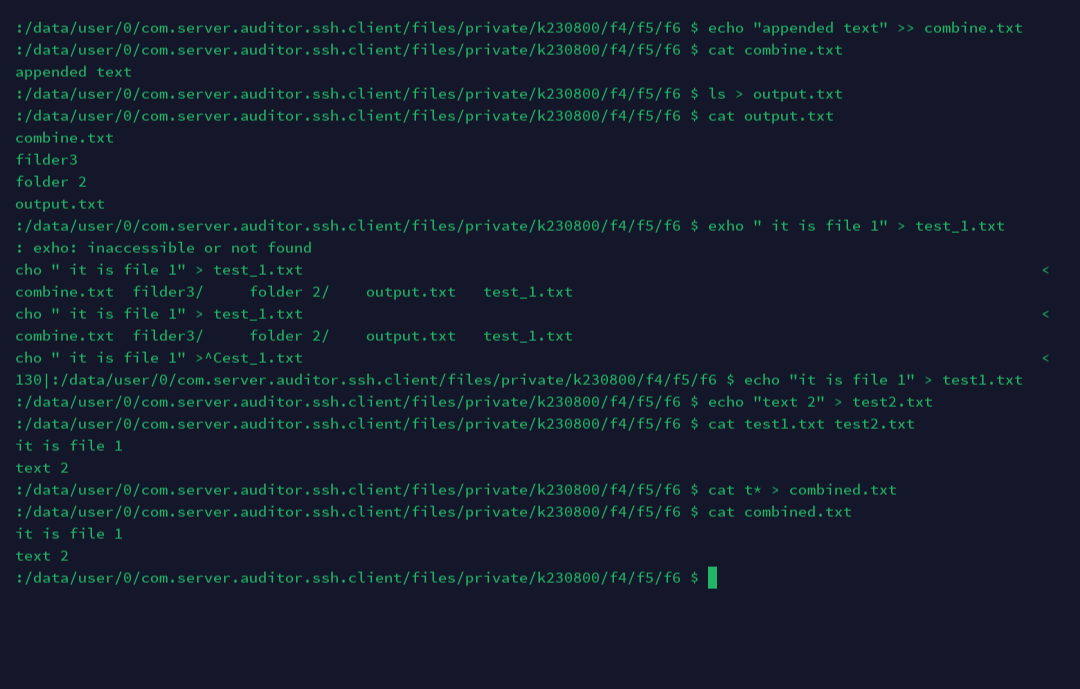 :/data/user/0/com.server.auditor.ssh.client/files/private/k230800/f4/f5/f6 $ echo "appended text" >> combine.txt
:/data/user/0/com.server.auditor.ssh.client/files/private/k230800/f4/f5/f6 $ cat combine.txt
appended text
:/data/user/0/com.server.auditor.ssh.client/files/private/k230800/f4/f5/f6 $ ls > output.txt
:/data/user/0/com.server.auditor.ssh.client/files/private/k230800/f4/f5/f6 $ cat output.txt
combine.txt
filder3
folder 2
output.txt
:/data/user/0/com.server.auditor.ssh.client/files/private/k230800/f4/f5/f6 $ exho " it is file 1" > test_1.txt
: exho: inaccessible or not found
cho " it is file 1" > test_1.txt <
combine.txt  filder3/     folder 2/    output.txt   test_1.txt
cho " it is file 1" > test_1.txt <
combine.txt  filder3/     folder 2/    output.txt   test_1.txt
cho " it is file 1" >^Cest_1.txt <
130|:/data/user/0/com.server.auditor.ssh.client/files/private/k230800/f4/f5/f6 $ echo "it is file 1" > test1.txt
:/data/user/0/com.server.auditor.ssh.client/files/private/k230800/f4/f5/f6 $ echo "text 2" > test2.txt
:/data/user/0/com.server.auditor.ssh.client/files/private/k230800/f4/f5/f6 $ cat test1.txt test2.txt
it is file 1
text 2
:/data/user/0/com.server.auditor.ssh.client/files/private/k230800/f4/f5/f6 $ cat t* > combined.txt
:/data/user/0/com.server.auditor.ssh.client/files/private/k230800/f4/f5/f6 $ cat combined.txt
it is file 1
text 2
:/data/user/0/com.server.auditor.ssh.client/files/private/k230800/f4/f5/f6 $